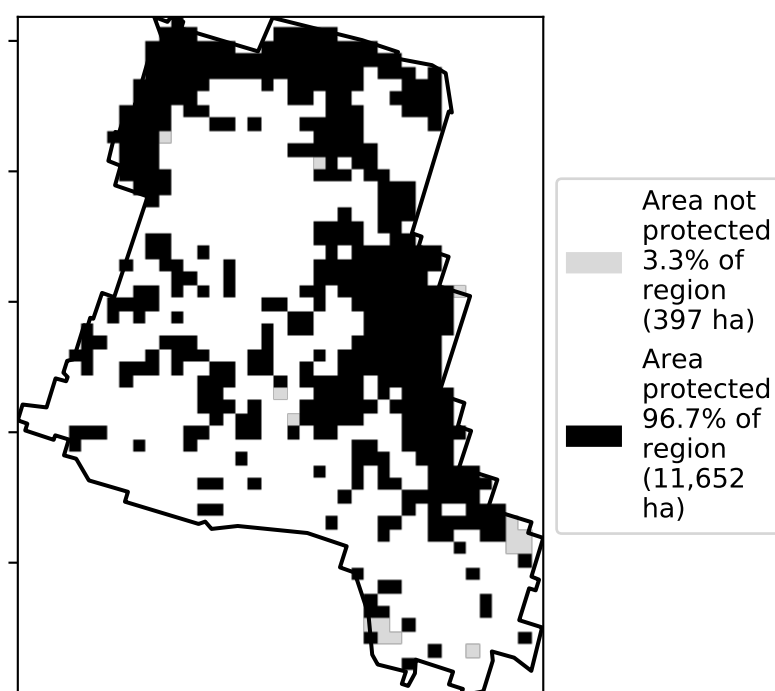 Area not
protected
3.3% of
region
(397 ha)
Area
protected
96.7% of
region
(11,652
ha)